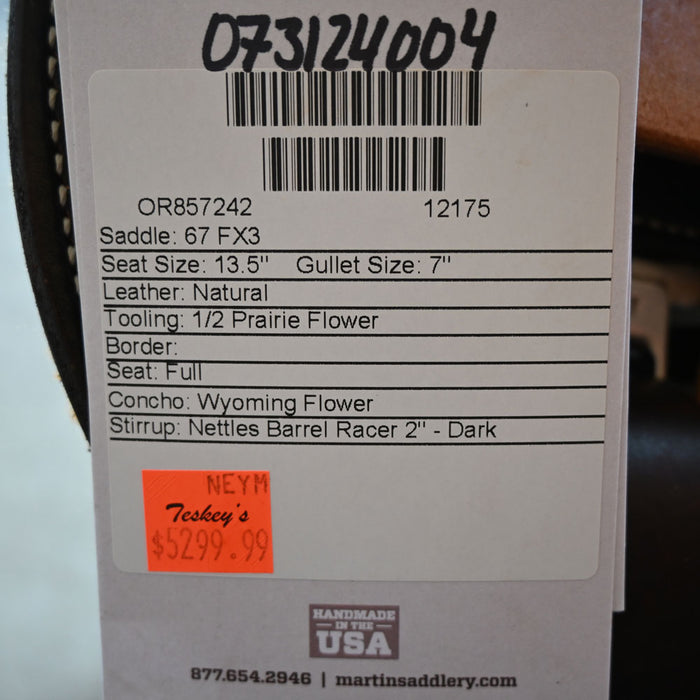 073124004
OR857242 12175
Saddle: 67 FX3
Seat Size: 13.5" Gullet Size: 7"
Leather: Natural
Tooling: 1/2 Prairie Flower
Border:
Seat: Full
Concho: Wyoming Flower
Stirrup: Nettles Barrel Racer 2" - Dark
NEYM
Teskey's
$5299.99
HANDMADE
IN THE
USA
877.654.2946 | martinsaddlery.com